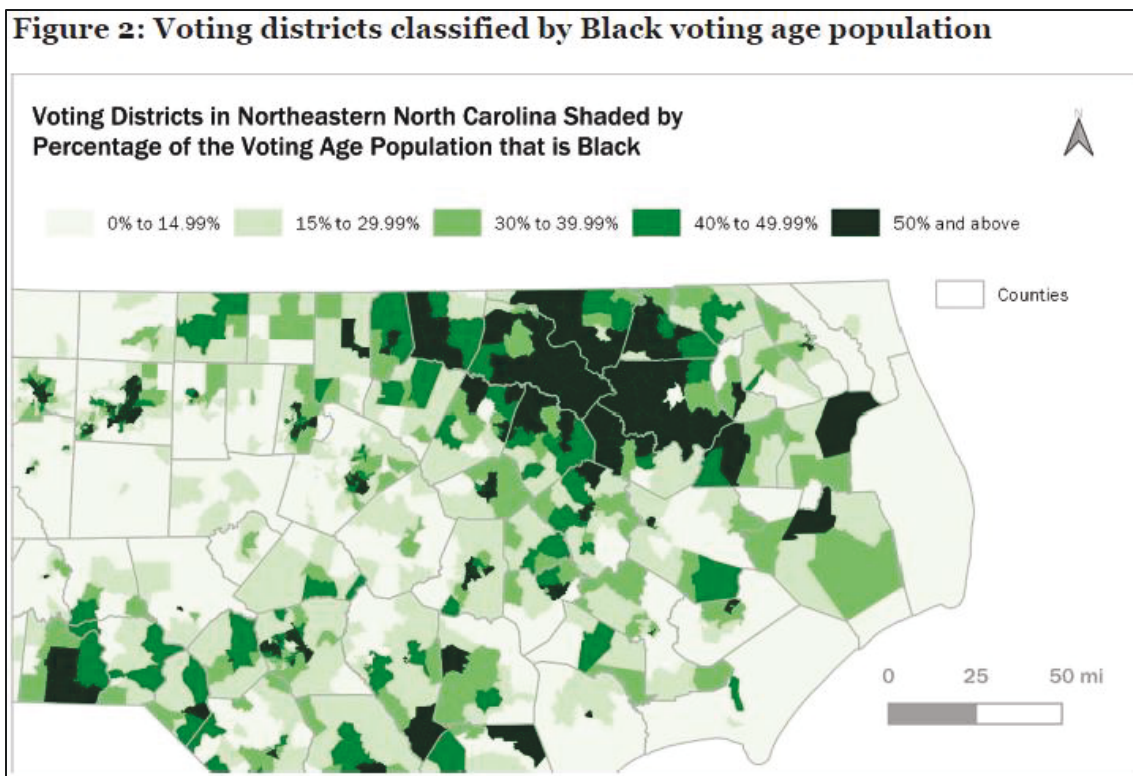 Figure 2: Voting districts classified by Black voting age population
Voting Districts in Northeastern North Carolina Shaded by
Percentage of the Voting Age Population that is Black
N
0% to 14.99% 15% to 29.99% 30% to 39.99% 40% to 49.99% 50% and above
Counties
0 25 50 mi